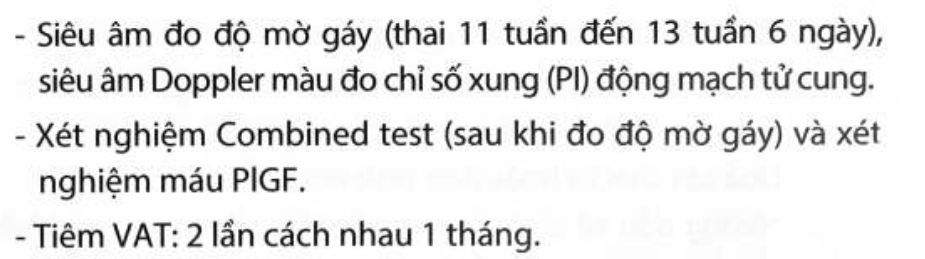 - Siêu âm đo độ mờ gáy (thai 11 tuần đến 13 tuần 6 ngày),
siêu âm Doppler màu đo chỉ số xung (PI) động mạch tử cung.
- Xét nghiệm Combined test (sau khi đo độ mờ gáy) và xét
nghiệm máu PlGF.
- Tiêm VAT: 2 lần cách nhau 1 tháng.